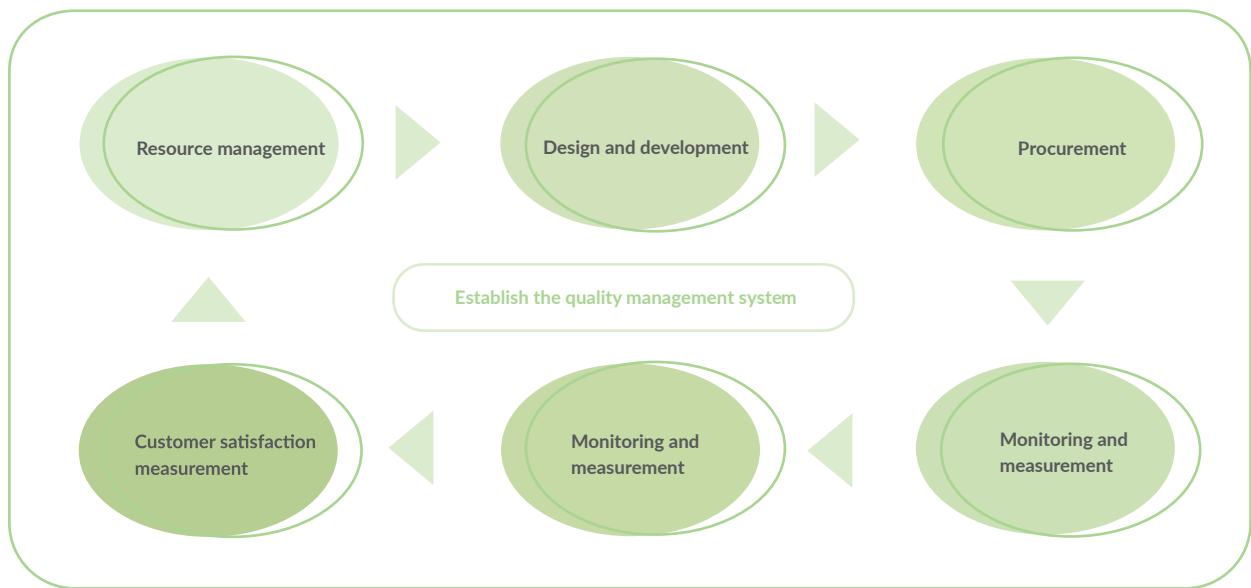 Resource management
Design and development
Procurement
Establish the quality management system
Customer satisfaction
measurement
Monitoring and
measurement
Monitoring and
measurement